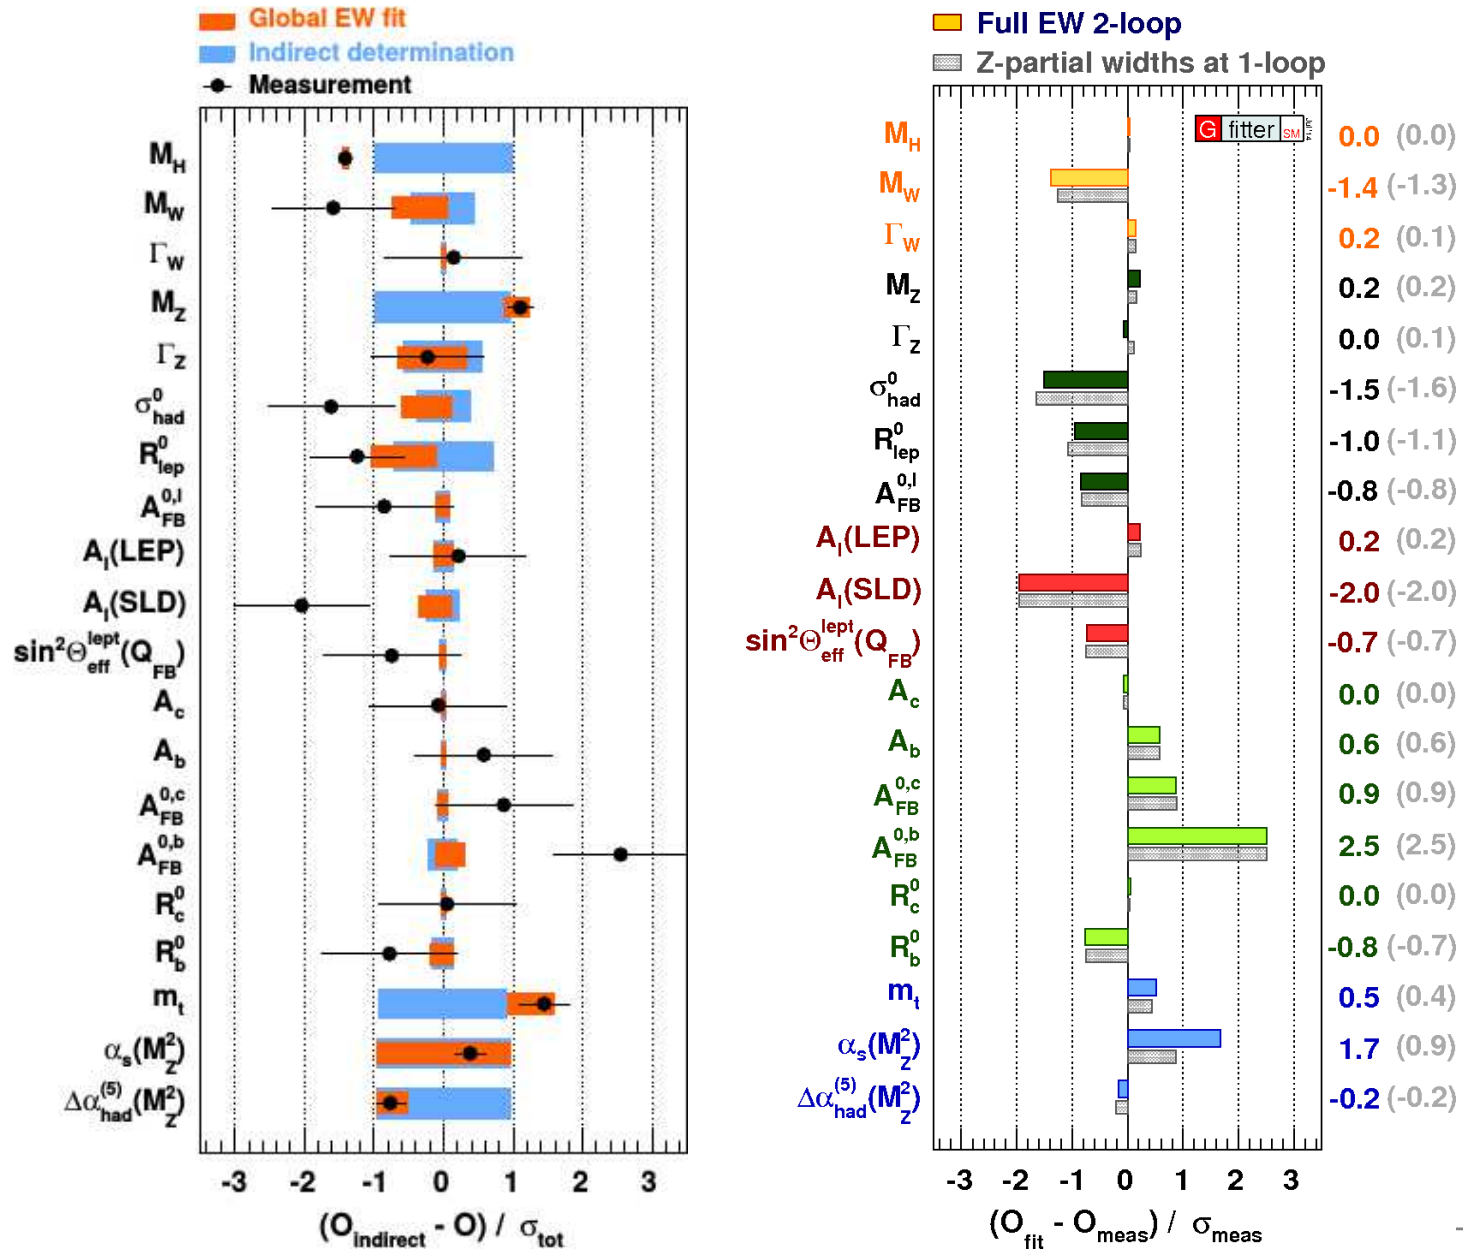 Global EW fit
Indirect determination
Measurement
M_H
M_W
Γ_W
M_Z
Γ_Z
σ^0_had
R^0_lep
A^{0,l}_FB
A_l(LEP)
A_l(SLD)
sin²Θ^lept_eff(Q_FB)
A_c
A_b
A^{0,c}_FB
A^{0,b}_FB
R^0_c
R^0_b
m_t
α_s(M²_Z)
Δα^(5)_had(M²_Z)
-3 -2 -1 0 1 2 3
(O_indirect - O) / σ_tot
Full EW 2-loop
Z-partial widths at 1-loop
G fitter SM Jul '14
M_H 0.0 (0.0)
M_W -1.4 (-1.3)
Γ_W 0.2 (0.1)
M_Z 0.2 (0.2)
Γ_Z 0.0 (0.1)
σ^0_had -1.5 (-1.6)
R^0_lep -1.0 (-1.1)
A^{0,l}_FB -0.8 (-0.8)
A_l(LEP) 0.2 (0.2)
A_l(SLD) -2.0 (-2.0)
sin²Θ^lept_eff(Q_FB) -0.7 (-0.7)
A_c 0.0 (0.0)
A_b 0.6 (0.6)
A^{0,c}_FB 0.9 (0.9)
A^{0,b}_FB 2.5 (2.5)
R^0_c 0.0 (0.0)
R^0_b -0.8 (-0.7)
m_t 0.5 (0.4)
α_s(M²_Z) 1.7 (0.9)
Δα^(5)_had(M²_Z) -0.2 (-0.2)
-3 -2 -1 0 1 2 3
(O_fit - O_meas) / σ_meas